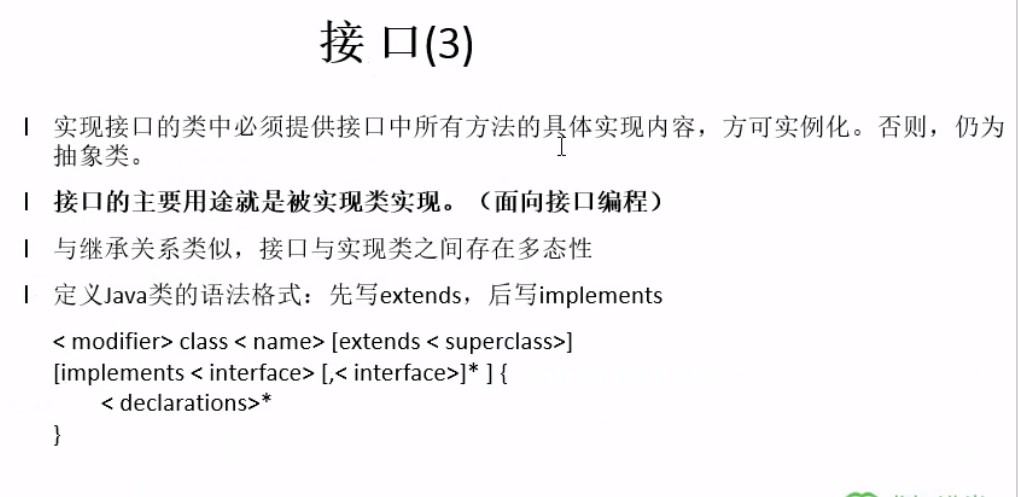 接 口(3)
l 实现接口的类中必须提供接口中所有方法的具体实现内容，方可实例化。否则，仍为
抽象类。
l 接口的主要用途就是被实现类实现。（面向接口编程）
l 与继承关系类似，接口与实现类之间存在多态性
l 定义Java类的语法格式：先写extends，后写implements
< modifier> class < name> [extends < superclass>]
[implements < interface> [,< interface>]* ] {
< declarations>*
}